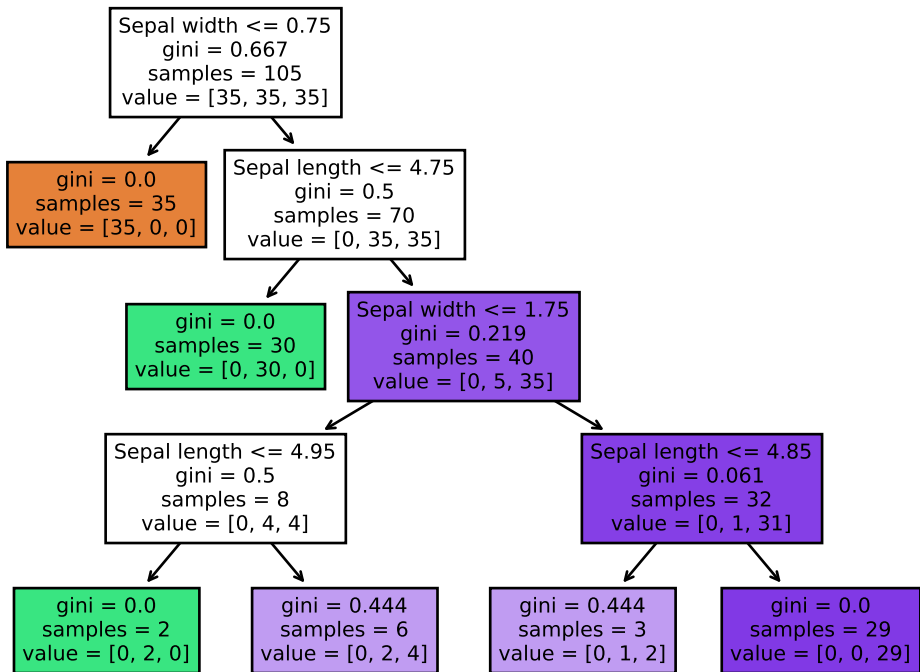 Sepal width <= 0.75
gini = 0.667
samples = 105
value = [35, 35, 35]
gini = 0.0
samples = 35
value = [35, 0, 0]
Sepal length <= 4.75
gini = 0.5
samples = 70
value = [0, 35, 35]
gini = 0.0
samples = 30
value = [0, 30, 0]
Sepal width <= 1.75
gini = 0.219
samples = 40
value = [0, 5, 35]
Sepal length <= 4.95
gini = 0.5
samples = 8
value = [0, 4, 4]
Sepal length <= 4.85
gini = 0.061
samples = 32
value = [0, 1, 31]
gini = 0.0
samples = 2
value = [0, 2, 0]
gini = 0.444
samples = 6
value = [0, 2, 4]
gini = 0.444
samples = 3
value = [0, 1, 2]
gini = 0.0
samples = 29
value = [0, 0, 29]